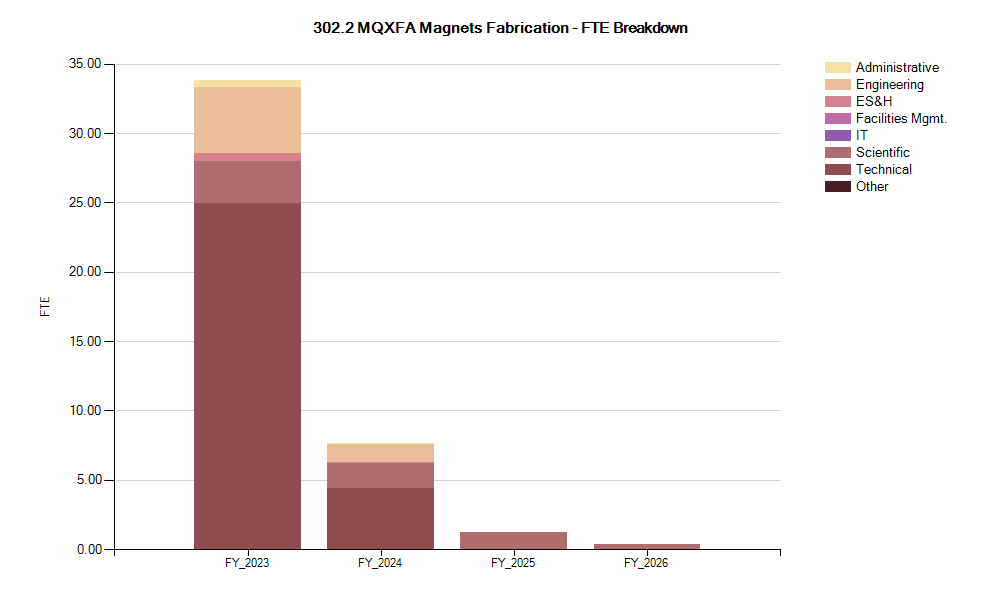 302.2 MQXFA Magnets Fabrication - FTE Breakdown
35.00
30.00
25.00
20.00
15.00
10.00
5.00
0.00
FTE
FY_2023
FY_2024
FY_2025
FY_2026
Administrative
Engineering
ES&H
Facilities Mgmt.
IT
Scientific
Technical
Other